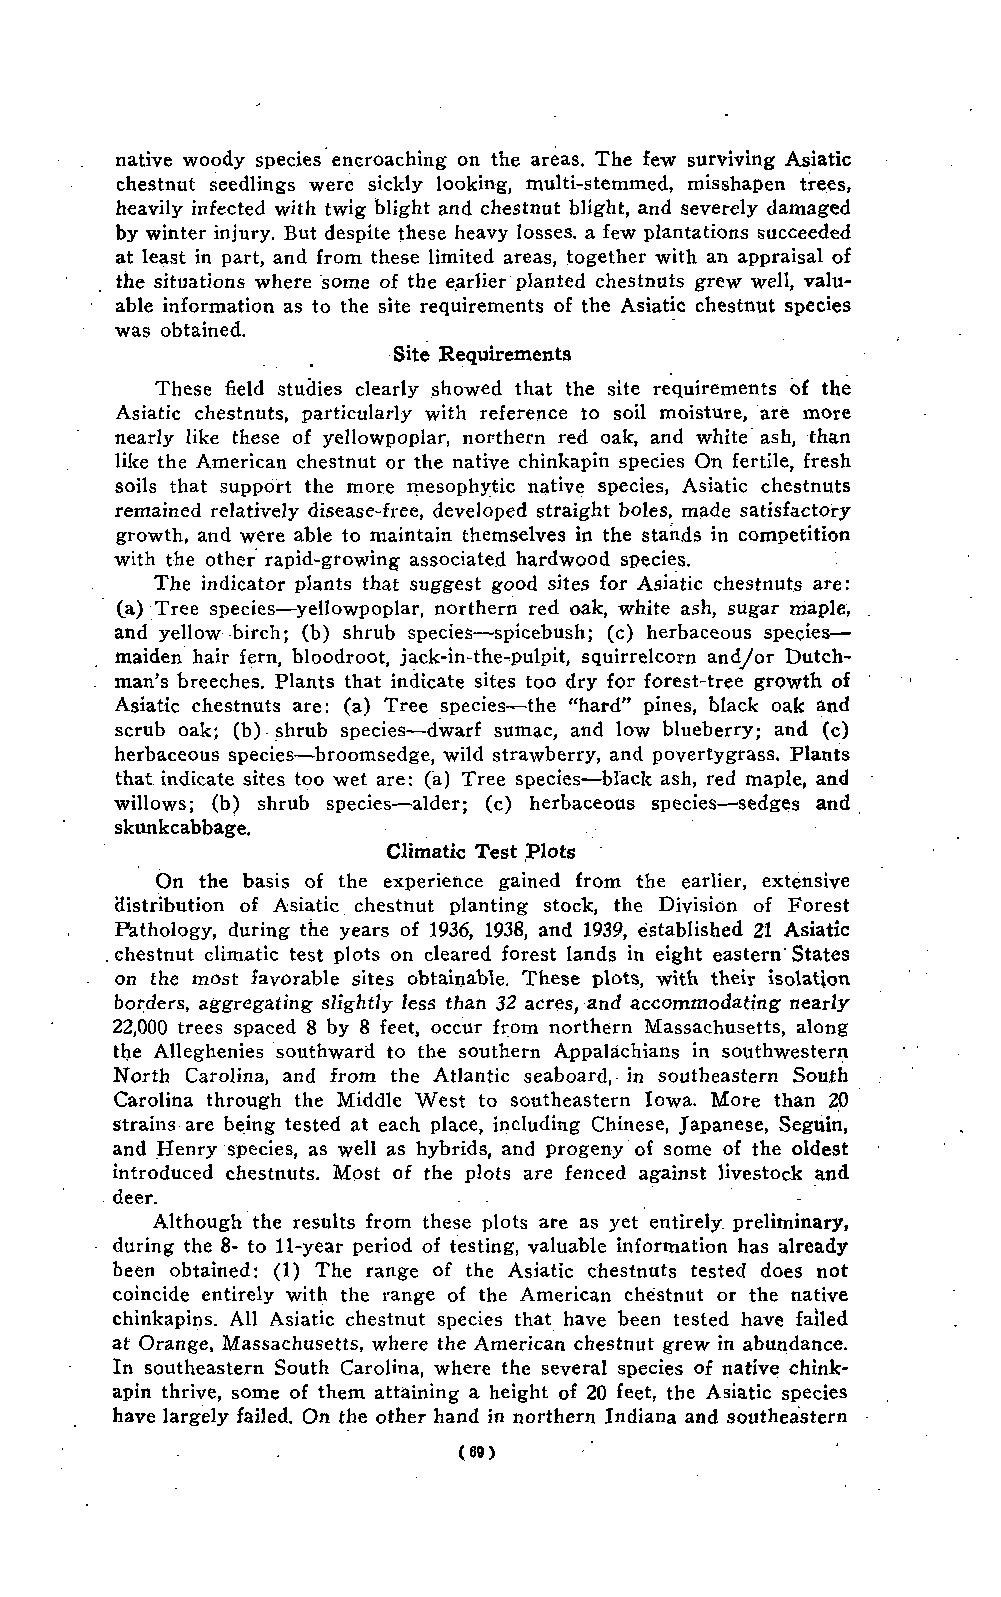 native woody species encroaching on the areas. The few surviving Asiatic
chestnut seedlings were sickly looking, multi-stemmed, misshapen trees,
heavily infected with twig blight and chestnut blight, and severely damaged
by winter injury. But despite these heavy losses. a few plantations succeeded
at least in part, and from these limited areas, together with an appraisal of
the situations where some of the earlier planted chestnuts grew well, valu-
able information as to the site requirements of the Asiatic chestnut species
was obtained.
Site Requirements
These field studies clearly showed that the site requirements of the
Asiatic chestnuts, particularly with reference to soil moisture, are more
nearly like these of yellowpoplar, northern red oak, and white ash, than
like the American chestnut or the native chinkapin species On fertile, fresh
soils that support the more mesophytic native species, Asiatic chestnuts
remained relatively disease-free, developed straight boles, made satisfactory
growth, and were able to maintain themselves in the stands in competition
with the other rapid-growing associated hardwood species.
The indicator plants that suggest good sites for Asiatic chestnuts are:
(a) Tree species—yellowpoplar, northern red oak, white ash, sugar maple,
and yellow birch; (b) shrub species—spicebush; (c) herbaceous species—
maiden hair fern, bloodroot, jack-in-the-pulpit, squirrelcorn and/or Dutch-
man's breeches. Plants that indicate sites too dry for forest-tree growth of
Asiatic chestnuts are: (a) Tree species—the "hard" pines, black oak and
scrub oak; (b) shrub species—dwarf sumac, and low blueberry; and (c)
herbaceous species—broomsedge, wild strawberry, and povertygrass. Plants
that indicate sites too wet are: (a) Tree species—black ash, red maple, and
willows; (b) shrub species—alder; (c) herbaceous species—sedges and
skunkcabbage.
Climatic Test Plots
On the basis of the experience gained from the earlier, extensive
distribution of Asiatic chestnut planting stock, the Division of Forest
Pathology, during the years of 1936, 1938, and 1939, established 21 Asiatic
chestnut climatic test plots on cleared forest lands in eight eastern States
on the most favorable sites obtainable. These plots, with their isolation
borders, aggregating slightly less than 32 acres, and accommodating nearly
22,000 trees spaced 8 by 8 feet, occur from northern Massachusetts, along
the Alleghenies southward to the southern Appalachians in southwestern
North Carolina, and from the Atlantic seaboard, in southeastern South
Carolina through the Middle West to southeastern Iowa. More than 20
strains are being tested at each place, including Chinese, Japanese, Seguin,
and Henry species, as well as hybrids, and progeny of some of the oldest
introduced chestnuts. Most of the plots are fenced against livestock and
deer.
Although the results from these plots are as yet entirely preliminary,
during the 8- to 11-year period of testing, valuable information has already
been obtained: (1) The range of the Asiatic chestnuts tested does not
coincide entirely with the range of the American chestnut or the native
chinkapins. All Asiatic chestnut species that have been tested have failed
at Orange, Massachusetts, where the American chestnut grew in abundance.
In southeastern South Carolina, where the several species of native chink-
apin thrive, some of them attaining a height of 20 feet, the Asiatic species
have largely failed. On the other hand in northern Indiana and southeastern
(69)